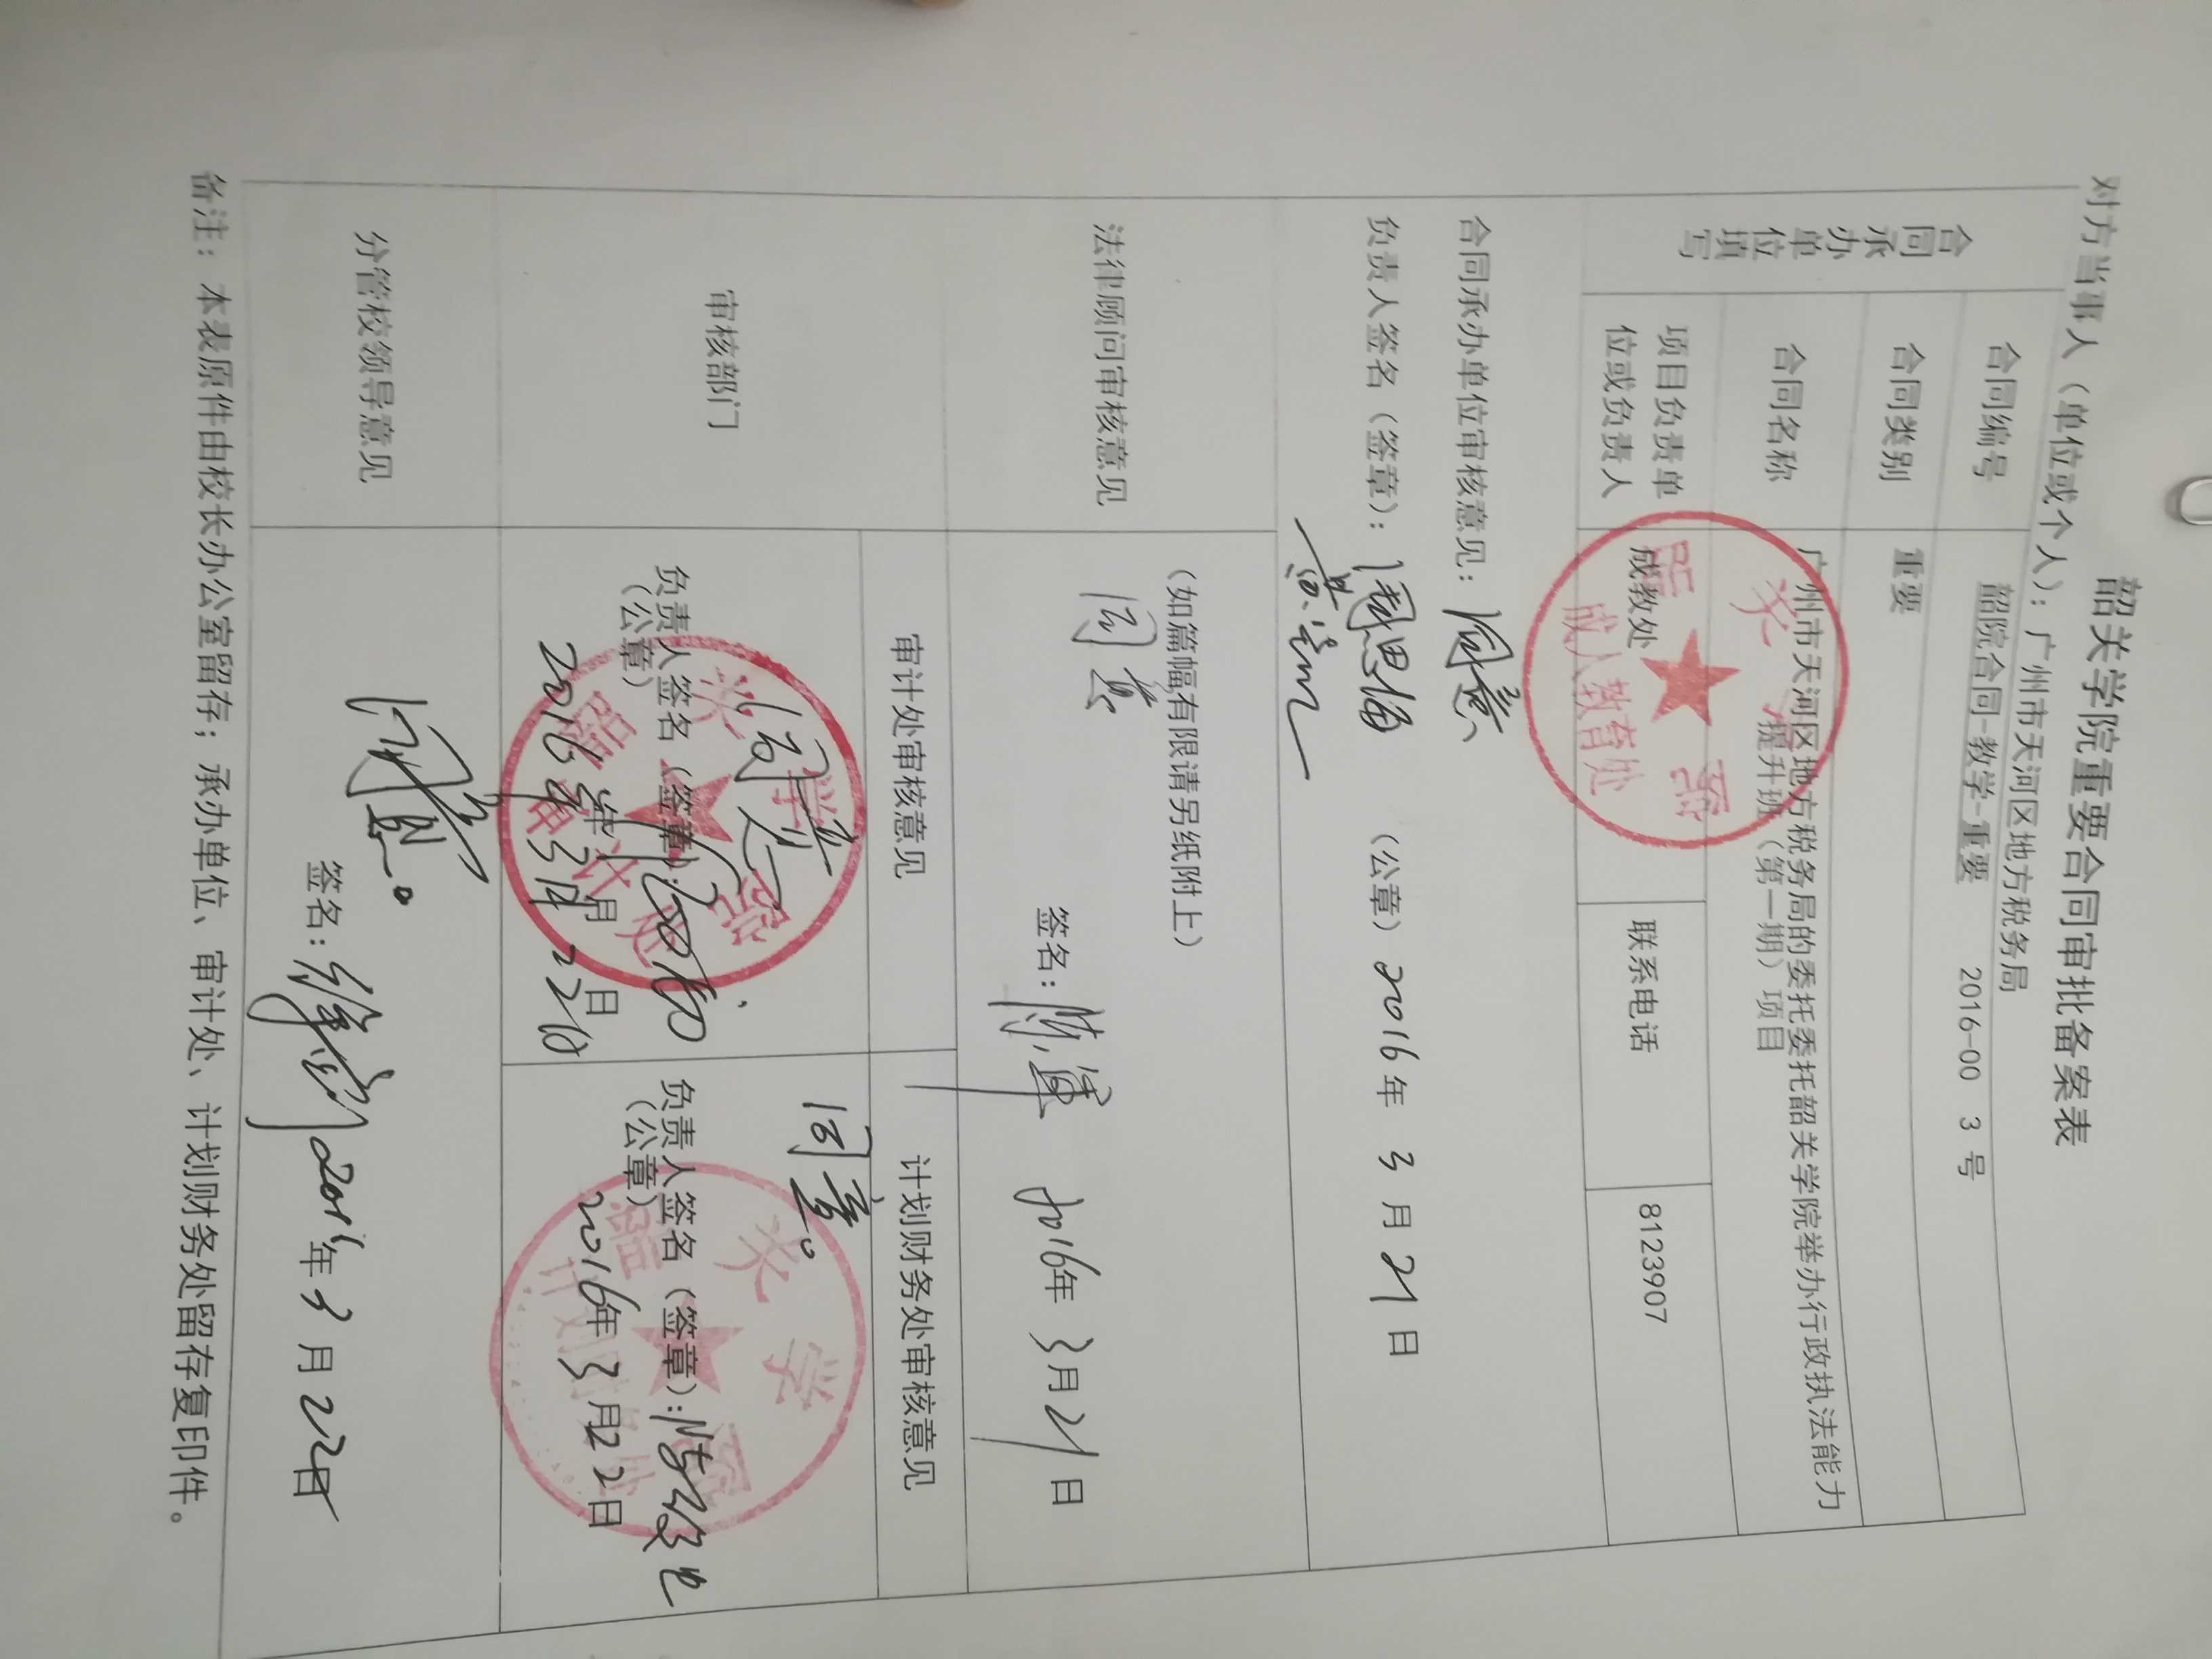 韶关学院重要合同审批备案表
对方当事人（单位或个人）：广州市天河区地方税务局
合同承办单位填写
合同编号
韶院合同-教学-重要 2016-00 3 号
合同类别
重要
合同名称
广州市天河区地方税务局的委托委托韶关学院举办行政执法能力
提升班（第一期）项目
项目负责单
位或负责人
成教处
联系电话
8123907
韶关学院
成人教育处
合同承办单位审核意见：同意
负责人签名（签章）： （公章）2016年 3 月 21 日
法律顾问审核意见
（如篇幅有限请另纸附上）
同意
签名：陈军 2016年 3月 21 日
审核部门
审计处审核意见
计划财务处审核意见
同意
负责人签名（签章）：
（公章）
年 月 日
2016年3月22日
韶关学院
审计处
同意。
负责人签名（签章）：
（公章）
2016年 3 月22日
韶关学院
计划财务处
分管校领导意见
同意。
签名：徐剑 2016年 3 月 22日
备注：本表原件由校长办公室留存；承办单位、审计处、计划财务处留存复印件。